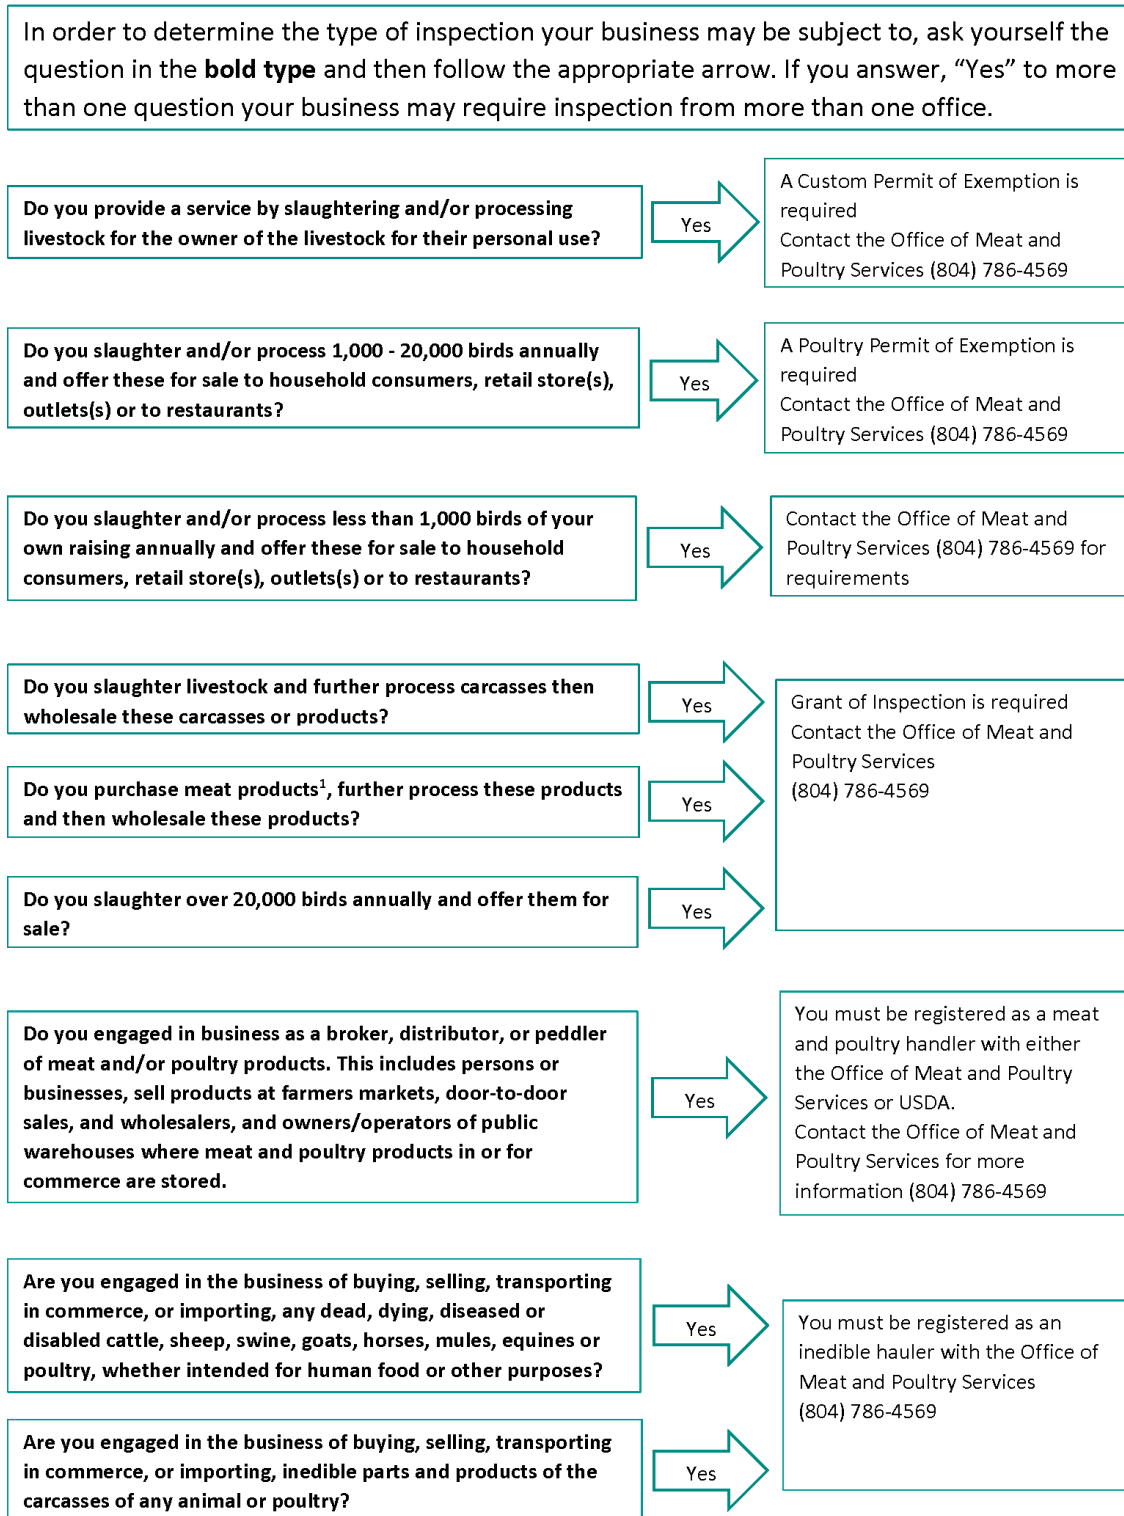 In order to determine the type of inspection your business may be subject to, ask yourself the
question in the bold type and then follow the appropriate arrow. If you answer, “Yes” to more
than one question your business may require inspection from more than one office.
Do you provide a service by slaughtering and/or processing
livestock for the owner of the livestock for their personal use?
Yes
A Custom Permit of Exemption is
required
Contact the Office of Meat and
Poultry Services (804) 786-4569
Do you slaughter and/or process 1,000 - 20,000 birds annually
and offer these for sale to household consumers, retail store(s),
outlets(s) or to restaurants?
Yes
A Poultry Permit of Exemption is
required
Contact the Office of Meat and
Poultry Services (804) 786-4569
Do you slaughter and/or process less than 1,000 birds of your
own raising annually and offer these for sale to household
consumers, retail store(s), outlets(s) or to restaurants?
Yes
Contact the Office of Meat and
Poultry Services (804) 786-4569 for
requirements
Do you slaughter livestock and further process carcasses then
wholesale these carcasses or products?
Yes
Do you purchase meat products¹, further process these products
and then wholesale these products?
Yes
Do you slaughter over 20,000 birds annually and offer them for
sale?
Yes
Grant of Inspection is required
Contact the Office of Meat and
Poultry Services
(804) 786-4569
Do you engaged in business as a broker, distributor, or peddler
of meat and/or poultry products. This includes persons or
businesses, sell products at farmers markets, door-to-door
sales, and wholesalers, and owners/operators of public
warehouses where meat and poultry products in or for
commerce are stored.
Yes
You must be registered as a meat
and poultry handler with either
the Office of Meat and Poultry
Services or USDA.
Contact the Office of Meat and
Poultry Services for more
information (804) 786-4569
Are you engaged in the business of buying, selling, transporting
in commerce, or importing, any dead, dying, diseased or
disabled cattle, sheep, swine, goats, horses, mules, equines or
poultry, whether intended for human food or other purposes?
Yes
Are you engaged in the business of buying, selling, transporting
in commerce, or importing, inedible parts and products of the
carcasses of any animal or poultry?
Yes
You must be registered as an
inedible hauler with the Office of
Meat and Poultry Services
(804) 786-4569